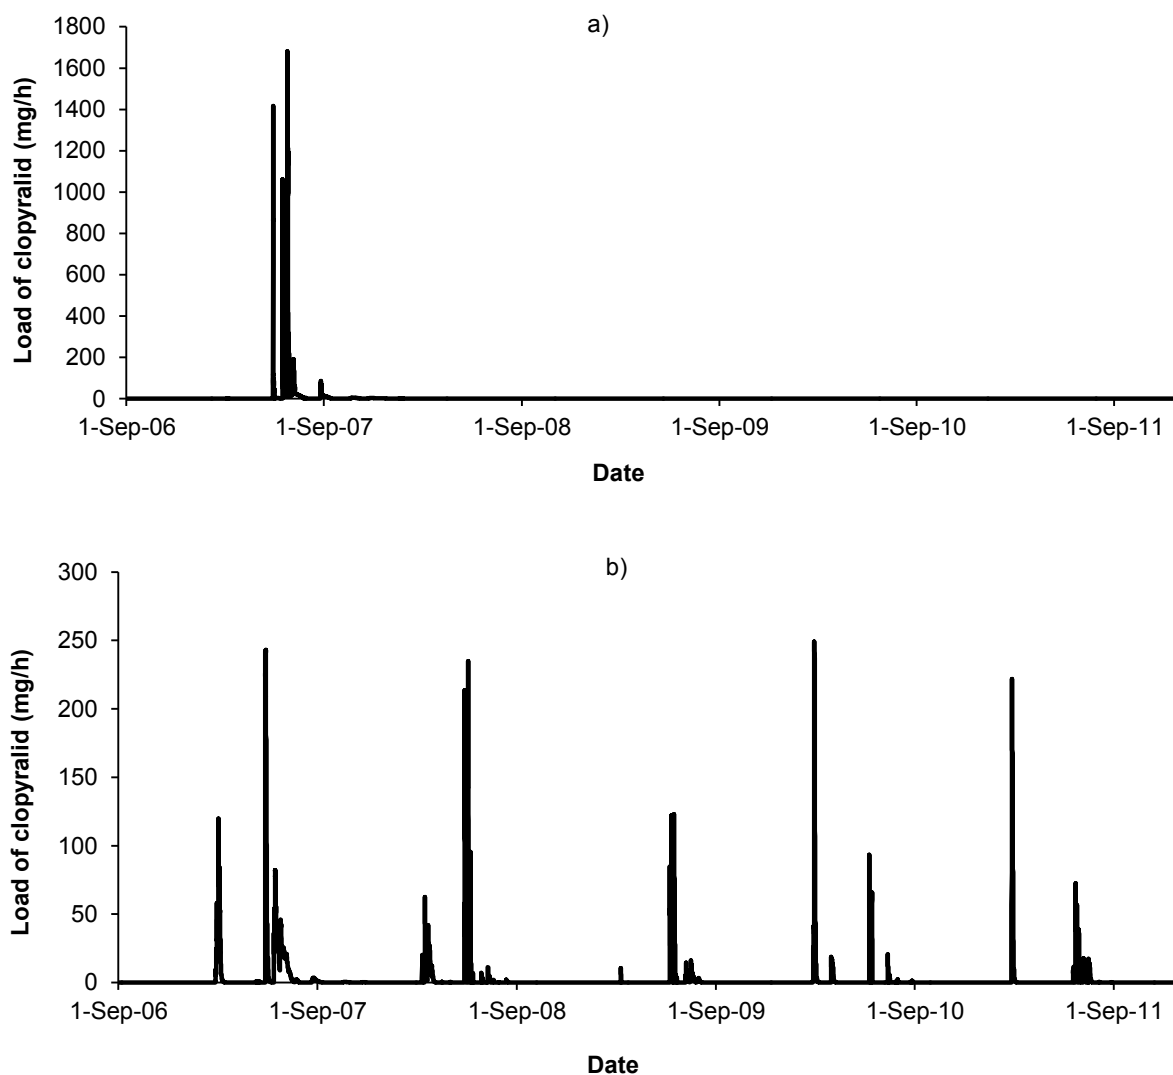 a)
Load of clopyralid (mg/h)
1800
1600
1400
1200
1000
800
600
400
200
0
1-Sep-06 1-Sep-07 1-Sep-08 1-Sep-09 1-Sep-10 1-Sep-11
Date
b)
Load of clopyralid (mg/h)
300
250
200
150
100
50
0
1-Sep-06 1-Sep-07 1-Sep-08 1-Sep-09 1-Sep-10 1-Sep-11
Date